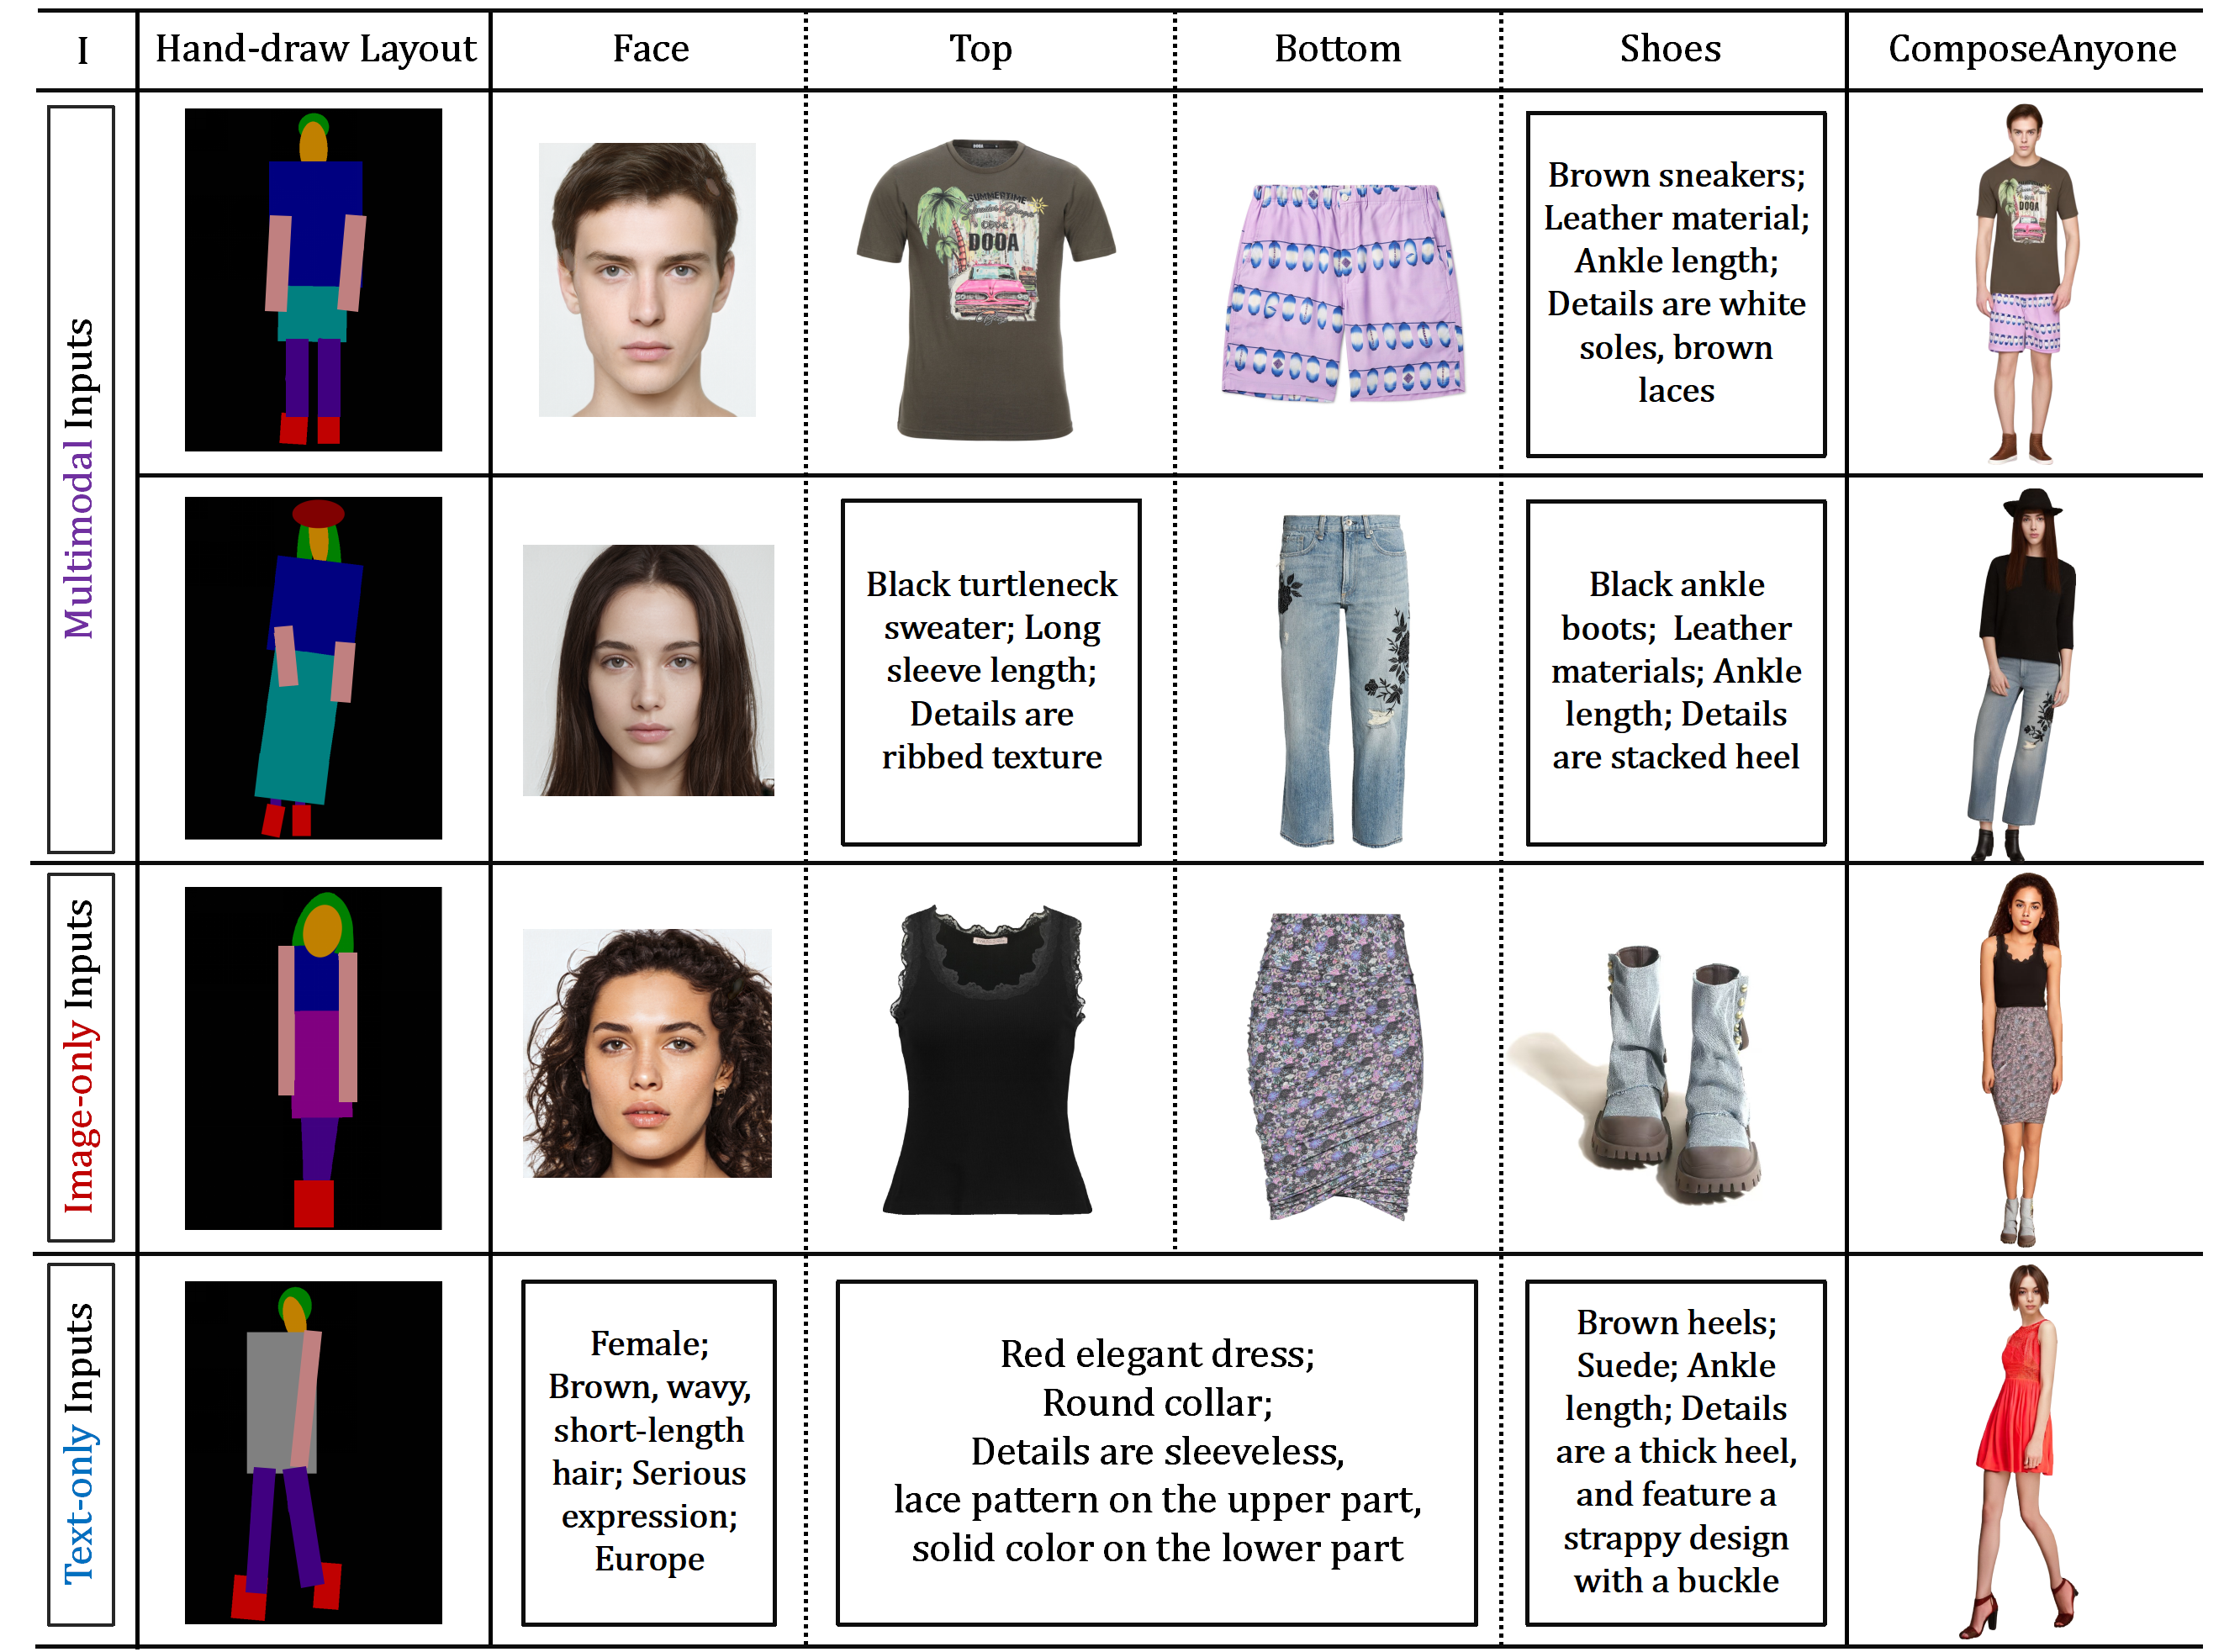 I
Hand-draw Layout
Face
Top
Bottom
Shoes
ComposeAnyone
Multimodal Inputs
SUMMERTIME
DOOA
Brown sneakers;
Leather material;
Ankle length;
Details are white
soles, brown
laces
DOOA
Black turtleneck
sweater; Long
sleeve length;
Details are
ribbed texture
Black ankle
boots; Leather
materials; Ankle
length; Details
are stacked heel
Image-only Inputs
Text-only Inputs
Female;
Brown, wavy,
short-length
hair; Serious
expression;
Europe
Red elegant dress;
Round collar;
Details are sleeveless,
lace pattern on the upper part,
solid color on the lower part
Brown heels;
Suede; Ankle
length; Details
are a thick heel,
and feature a
strappy design
with a buckle